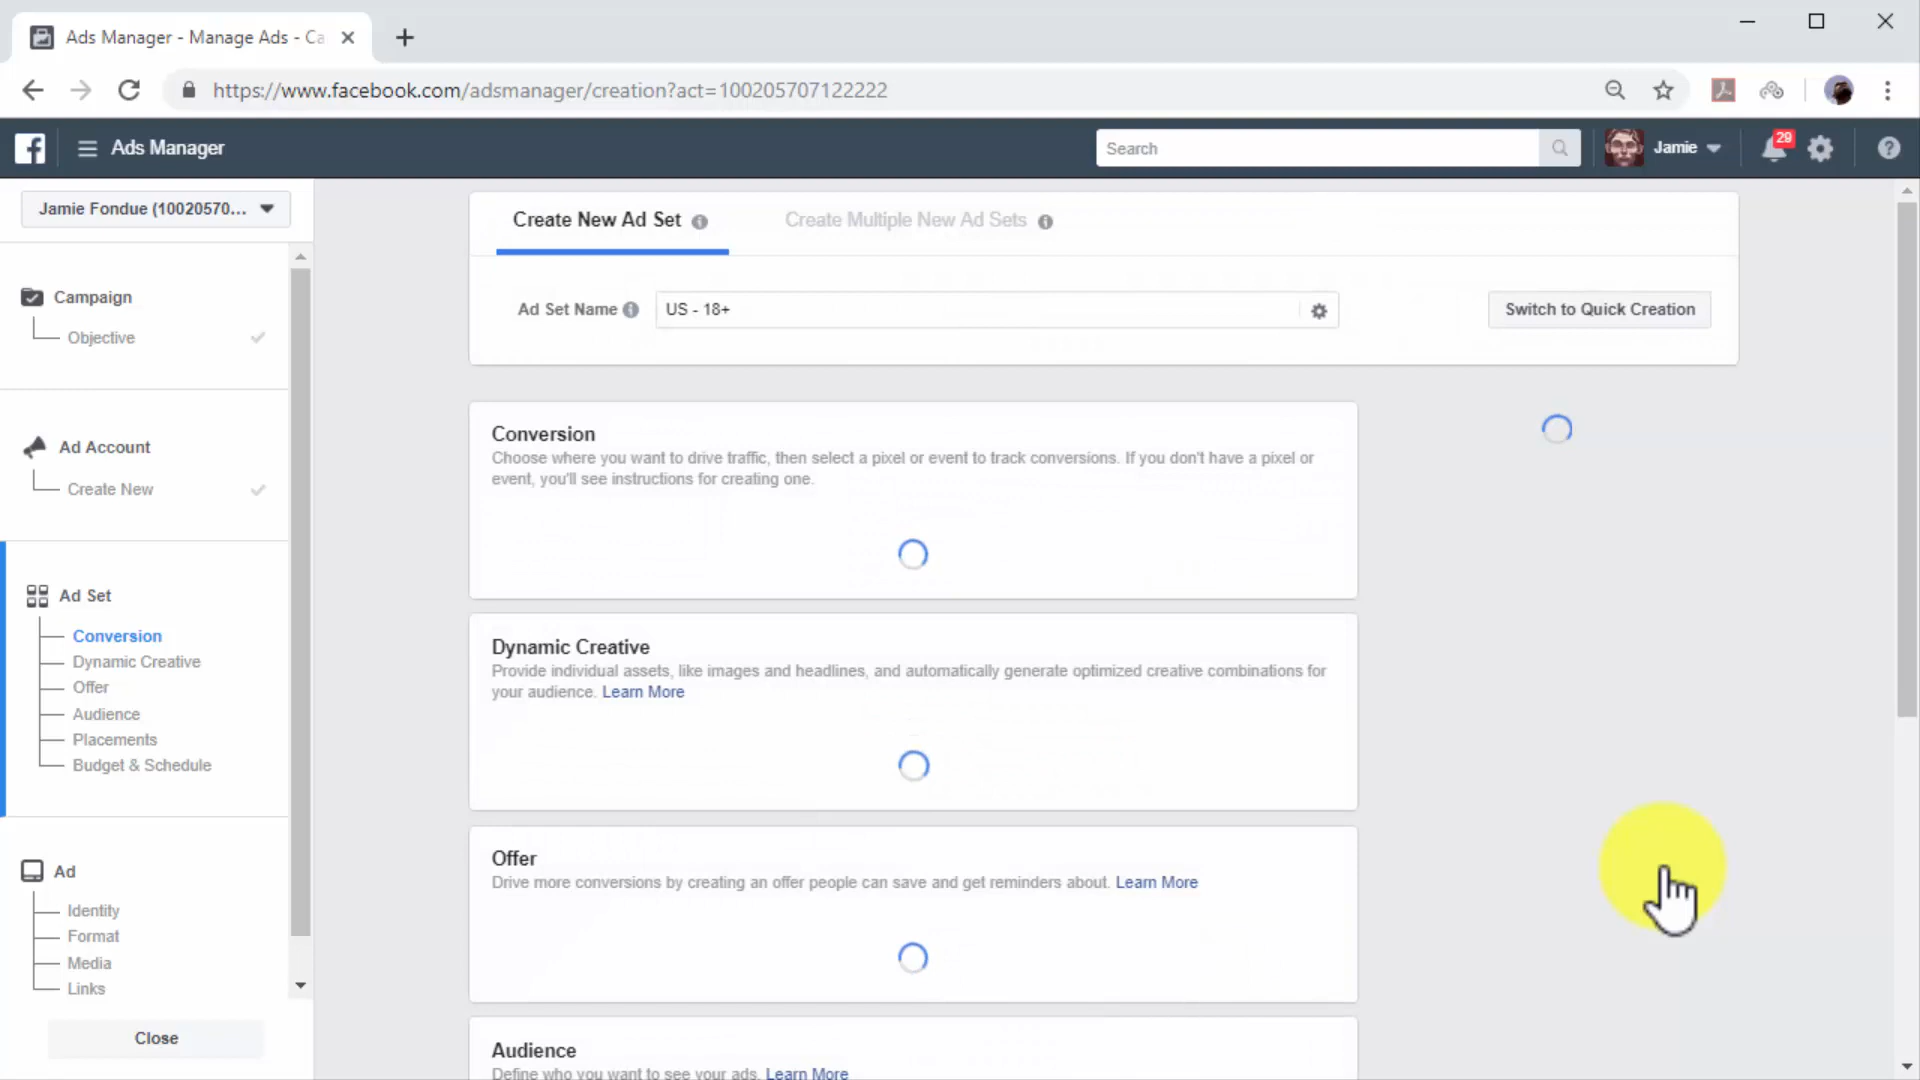 Ads Manager - Manage Ads - Ca
https://www.facebook.com/adsmanager/creation?act=100205707122222
Ads Manager
Search
Jamie
29
Jamie Fondue (10020570...
Campaign
Objective
Ad Account
Create New
Ad Set
Conversion
Dynamic Creative
Offer
Audience
Placements
Budget & Schedule
Ad
Identity
Format
Media
Links
Close
Create New Ad Set
Create Multiple New Ad Sets
Ad Set Name
US - 18+
Switch to Quick Creation
Conversion
Choose where you want to drive traffic, then select a pixel or event to track conversions. If you don't have a pixel or
event, you'll see instructions for creating one.
Dynamic Creative
Provide individual assets, like images and headlines, and automatically generate optimized creative combinations for
your audience. Learn More
Offer
Drive more conversions by creating an offer people can save and get reminders about. Learn More
Audience
Define who you want to see your ads. Learn More